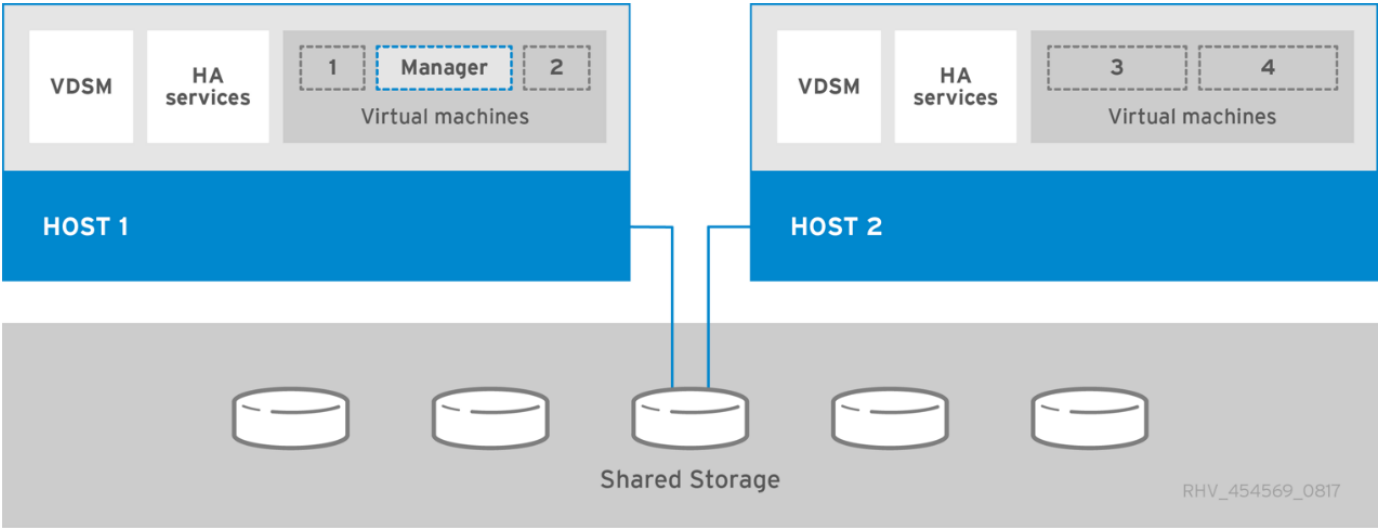 VDSM
HA
services
1
Manager
2
Virtual machines
HOST 1
VDSM
HA
services
3
4
Virtual machines
HOST 2
Shared Storage
RHV_454569_0817